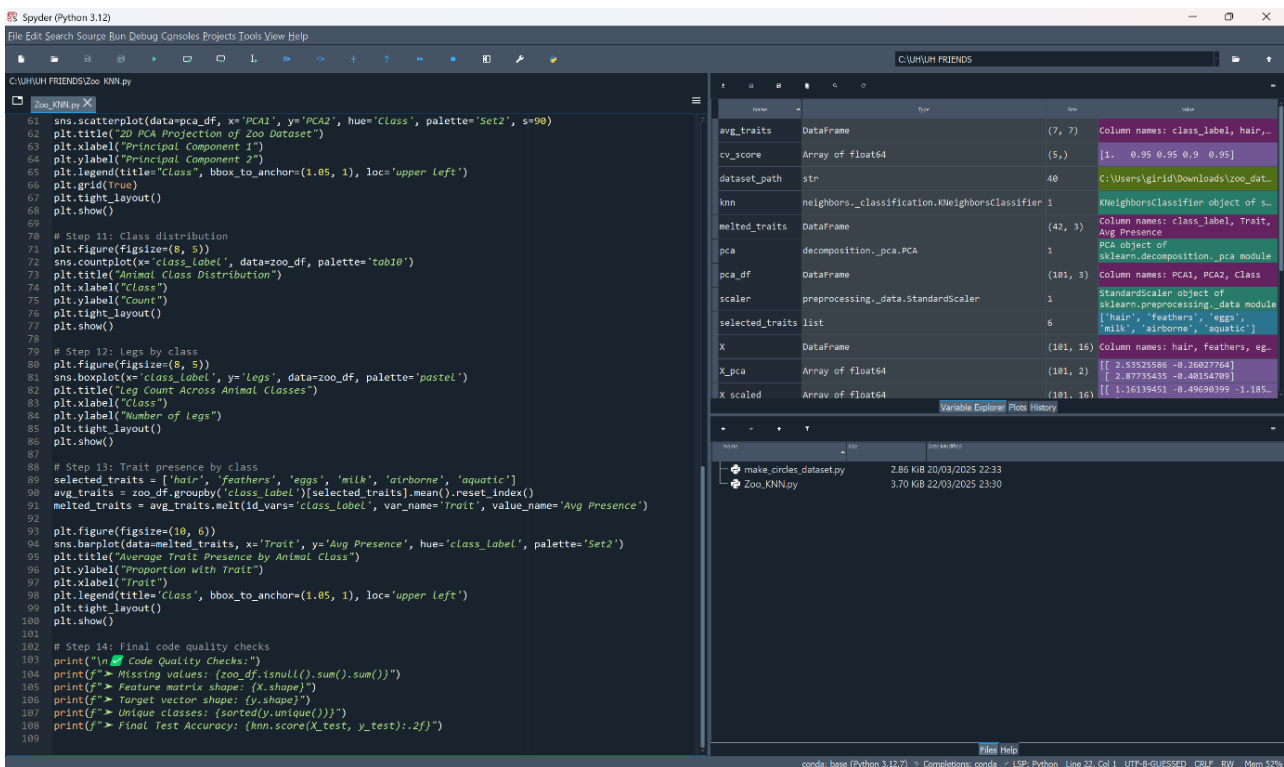 Spyder (Python 3.12)
File Edit Search Source Run Debug Consoles Projects Tools View Help
C:\UH\UH FRIENDS
C:\UH\UH FRIENDS\Zoo_KNN.py
Zoo_KNN.py
61 sns.scatterplot(data=pca_df, x='PCA1', y='PCA2', hue='Class', palette='Set2', s=90)
62 plt.title("2D PCA Projection of Zoo Dataset")
63 plt.xlabel("Principal Component 1")
64 plt.ylabel("Principal Component 2")
65 plt.legend(title="Class", bbox_to_anchor=(1.05, 1), loc='upper left')
66 plt.grid(True)
67 plt.tight_layout()
68 plt.show()
69
70 # Step 11: Class distribution
71 plt.figure(figsize=(8, 5))
72 sns.countplot(x='class_label', data=zoo_df, palette='tab10')
73 plt.title("Animal Class Distribution")
74 plt.xlabel("Class")
75 plt.ylabel("Count")
76 plt.tight_layout()
77 plt.show()
78
79 # Step 12: Legs by class
80 plt.figure(figsize=(8, 5))
81 sns.boxplot(x='class_label', y='legs', data=zoo_df, palette='pastel')
82 plt.title("Leg Count Across Animal Classes")
83 plt.xlabel("Class")
84 plt.ylabel("Number of Legs")
85 plt.tight_layout()
86 plt.show()
87
88 # Step 13: Trait presence by class
89 selected_traits = ['hair', 'feathers', 'eggs', 'milk', 'airborne', 'aquatic']
90 avg_traits = zoo_df.groupby('class_label')[selected_traits].mean().reset_index()
91 melted_traits = avg_traits.melt(id_vars='class_label', var_name='Trait', value_name='Avg Presence')
92
93 plt.figure(figsize=(10, 6))
94 sns.barplot(data=melted_traits, x='Trait', y='Avg Presence', hue='class_label', palette='Set2')
95 plt.title("Average Trait Presence by Animal Class")
96 plt.ylabel("Proportion with Trait")
97 plt.xlabel("Trait")
98 plt.legend(title='Class', bbox_to_anchor=(1.05, 1), loc='upper left')
99 plt.tight_layout()
100 plt.show()
101
102 # Step 14: Final code quality checks
103 print("\n✅ Code Quality Checks:")
104 print(f"➤ Missing values: {zoo_df.isnull().sum().sum()}")
105 print(f"➤ Feature matrix shape: {X.shape}")
106 print(f"➤ Target vector shape: {y.shape}")
107 print(f"➤ Unique classes: {sorted(y.unique())}")
108 print(f"➤ Final Test Accuracy: {knn.score(X_test, y_test):.2f}")
109
Name Type Size Value
avg_traits DataFrame (7, 7) Column names: class_label, hair,…
cv_score Array of float64 (5,) [1. 0.95 0.95 0.9 0.95]
dataset_path str 40 C:\Users\girid\Downloads\zoo_dat…
knn neighbors._classification.KNeighborsClassifier 1 KNeighborsClassifier object of s…
melted_traits DataFrame (42, 3) Column names: class_label, Trait,
Avg Presence
pca decomposition._pca.PCA 1 PCA object of
sklearn.decomposition._pca module
pca_df DataFrame (101, 3) Column names: PCA1, PCA2, Class
scaler preprocessing._data.StandardScaler 1 StandardScaler object of
sklearn.preprocessing._data module
selected_traits list 6 ['hair', 'feathers', 'eggs',
'milk', 'airborne', 'aquatic']
X DataFrame (101, 16) Column names: hair, feathers, eg…
X_pca Array of float64 (101, 2) [[ 2.53525586 -0.26027764]
[ 2.87735435 -0.40154709]
X_scaled Array of float64 (101, 16) [[ 1.16139451 -0.49690399 -1.185…
Variable Explorer Plots History
Name Size Date Modified
make_circles_dataset.py 2.86 KiB 20/03/2025 22:33
Zoo_KNN.py 3.70 KiB 22/03/2025 23:30
Files Help
conda: base (Python 3.12.7) Completions: conda LSP: Python Line 22, Col 1 UTF-8-GUESSED CRLF RW Mem 52%